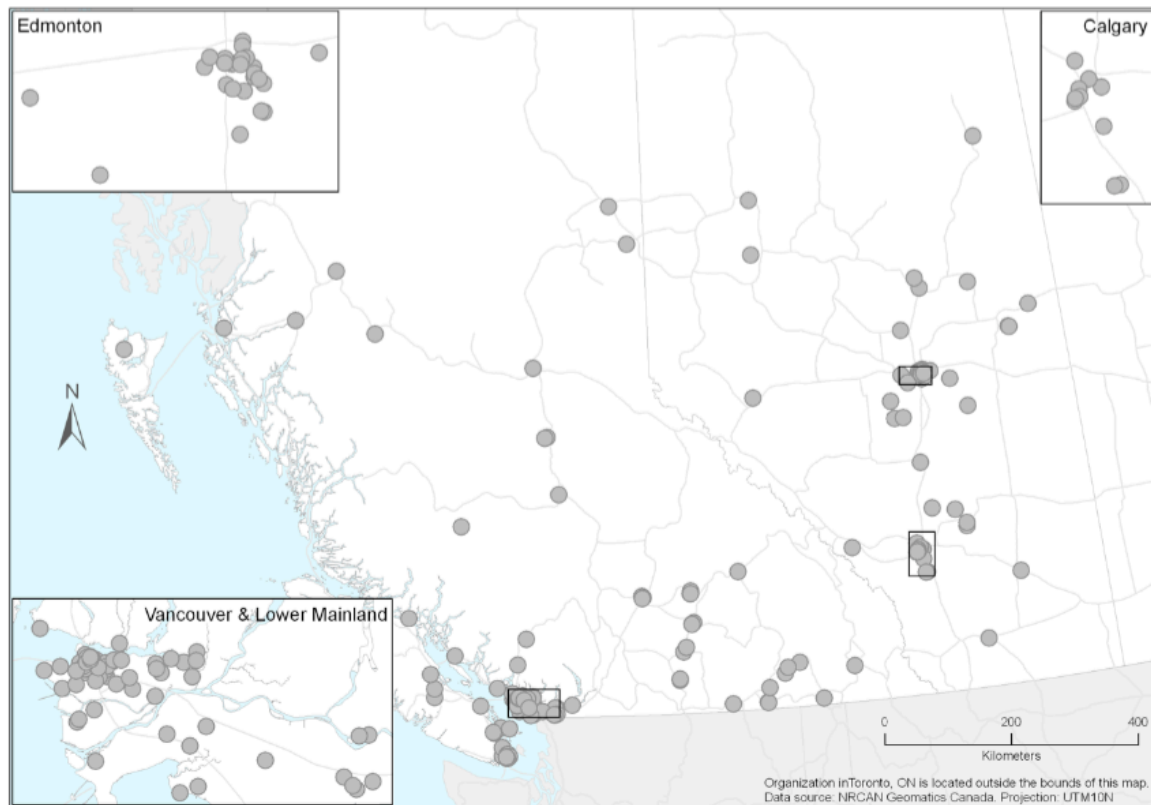 Edmonton
Calgary
N
Vancouver & Lower Mainland
0 200 400
Kilometers
Organization inToronto, ON is located outside the bounds of this map.
Data source: NRCAN Geomatics Canada. Projection: UTM10N